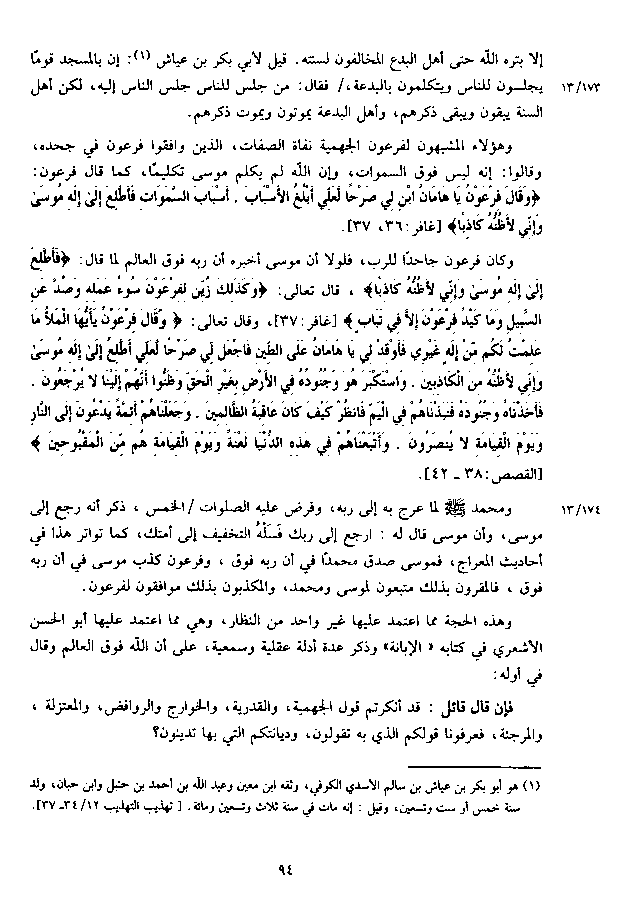 إلا بتره الله حتى أهل البدع المخالفون لسنته. قيل لأبي بكر بن عياش (١): إن بالمسجد قومًا
١٣/١٧٣ يجلسون للناس ويتكلمون بالبدعة،/ فقال: من جلس للناس جلس الناس إليه، لكن أهل
السنة يبقون ويبقى ذكرهم، وأهل البدعة يموتون ويموت ذكرهم.
وهؤلاء المشبهون لفرعون الجهمية نفاة الصفات، الذين وافقوا فرعون في جحده،
وقالوا: إنه ليس فوق السموات، وإن الله لم يكلم موسى تكليمًا، كما قال فرعون:
﴿وَقَالَ فِرْعَوْنُ يَا هَامَانُ ابْنِ لِي صَرْحًا لَعَلِّي أَبْلُغُ الأَسْبَابَ . أَسْبَابَ السَّمَوَاتِ فَأَطَّلِعَ إِلَىٰ إِلَهِ مُوسَىٰ
وَإِنِّي لأَظُنُّهُ كَاذِبًا﴾ [غافر:٣٦، ٣٧].
وكان فرعون جاحدًا للرب، فلولا أن موسى أخبره أن ربه فوق العالم لما قال: ﴿فَأَطَّلِعَ
إِلَىٰ إِلَهِ مُوسَىٰ وَإِنِّي لأَظُنُّهُ كَاذِبًا﴾ ، قال تعالى: ﴿وَكَذَلِكَ زُيِّنَ لِفِرْعَوْنَ سُوءُ عَمَلِهِ وَصُدَّ عَنِ
السَّبِيلِ وَمَا كَيْدُ فِرْعَوْنَ إِلاَّ فِي تَبَابٍ ﴾ [غافر:٣٧]، وقال تعالى: ﴿ وَقَالَ فِرْعَوْنُ يَأَيُّهَا الْمَلأُ مَا
عَلِمْتُ لَكُم مِّنْ إِلَهٍ غَيْرِي فَأَوْقِدْ لِي يَا هَامَانُ عَلَى الطِّينِ فَاجْعَل لِّي صَرْحًا لَّعَلِّي أَطَّلِعُ إِلَىٰ إِلَهِ مُوسَىٰ
وَإِنِّي لأَظُنُّهُ مِنَ الْكَاذِبِينَ . وَاسْتَكْبَرَ هُوَ وَجُنُودُهُ فِي الأَرْضِ بِغَيْرِ الْحَقِّ وَظَنُّوا أَنَّهُمْ إِلَيْنَا لا يُرْجَعُونَ .
فَأَخَذْنَاهُ وَجُنُودَهُ فَنَبَذْنَاهُمْ فِي الْيَمِّ فَانظُرْ كَيْفَ كَانَ عَاقِبَةُ الظَّالِمِينَ . وَجَعَلْنَاهُمْ أَئِمَّةً يَدْعُونَ إِلَى النَّارِ
وَيَوْمَ الْقِيَامَةِ لا يُنصَرُونَ . وَأَتْبَعْنَاهُمْ فِي هَذِهِ الدُّنْيَا لَعْنَةً وَيَوْمَ الْقِيَامَةِ هُم مِّنَ الْمَقْبُوحِينَ ﴾
[القصص:٣٨ ـ ٤٢].
١٣/١٧٤ ومحمد ﷺ لما عرج به إلى ربه، وفرض عليه الصلوات /الخمس ، ذكر أنه رجع إلى
موسى، وأن موسى قال له : ارجع إلى ربك فَسَلْهُ التخفيف إلى أمتك، كما تواتر هذا في
أحاديث المعراج، فموسى صدق محمدًا في أن ربه فوق ، وفرعون كذب موسى في أن ربه
فوق ، فالمقرون بذلك متبعون لموسى ومحمد، والمكذبون بذلك موافقون لفرعون.
وهذه الحجة مما اعتمد عليها غير واحد من النظار، وهي مما اعتمد عليها أبو الحسن
الأشعري في كتابه « الإبانة» وذكر عدة أدلة عقلية وسمعية، على أن الله فوق العالم وقال
في أوله:
فإن قال قائل : قد أنكرتم قول الجهمية، والقدرية، والخوارج والروافض، والمعتزلة ،
والمرجئة، فعرفونا قولكم الذي به تقولون، وديانتكم التي بها تدينون؟
(١) هو أبو بكر بن عياش بن سالم الأسدي الكوفي، وثقه ابن معين وعبد الله بن أحمد بن حنبل وابن حبان، ولد
سنة خمس أو ست وتسعين، وقيل : إنه مات في سنة ثلاث وتسعين ومائة. [ تهذيب التهذيب ١٢/ ٣٤ـ ٣٧].
٩٤